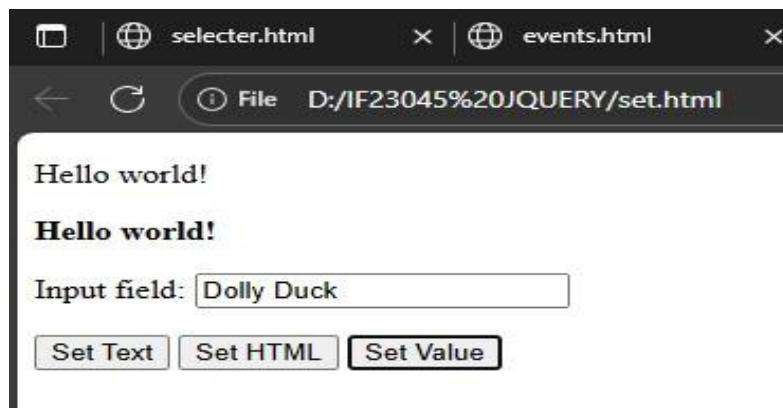 selecter.html events.html
File D:/IF23045%20JQUERY/set.html
Hello world!
Hello world!
Input field: Dolly Duck
Set Text Set HTML Set Value